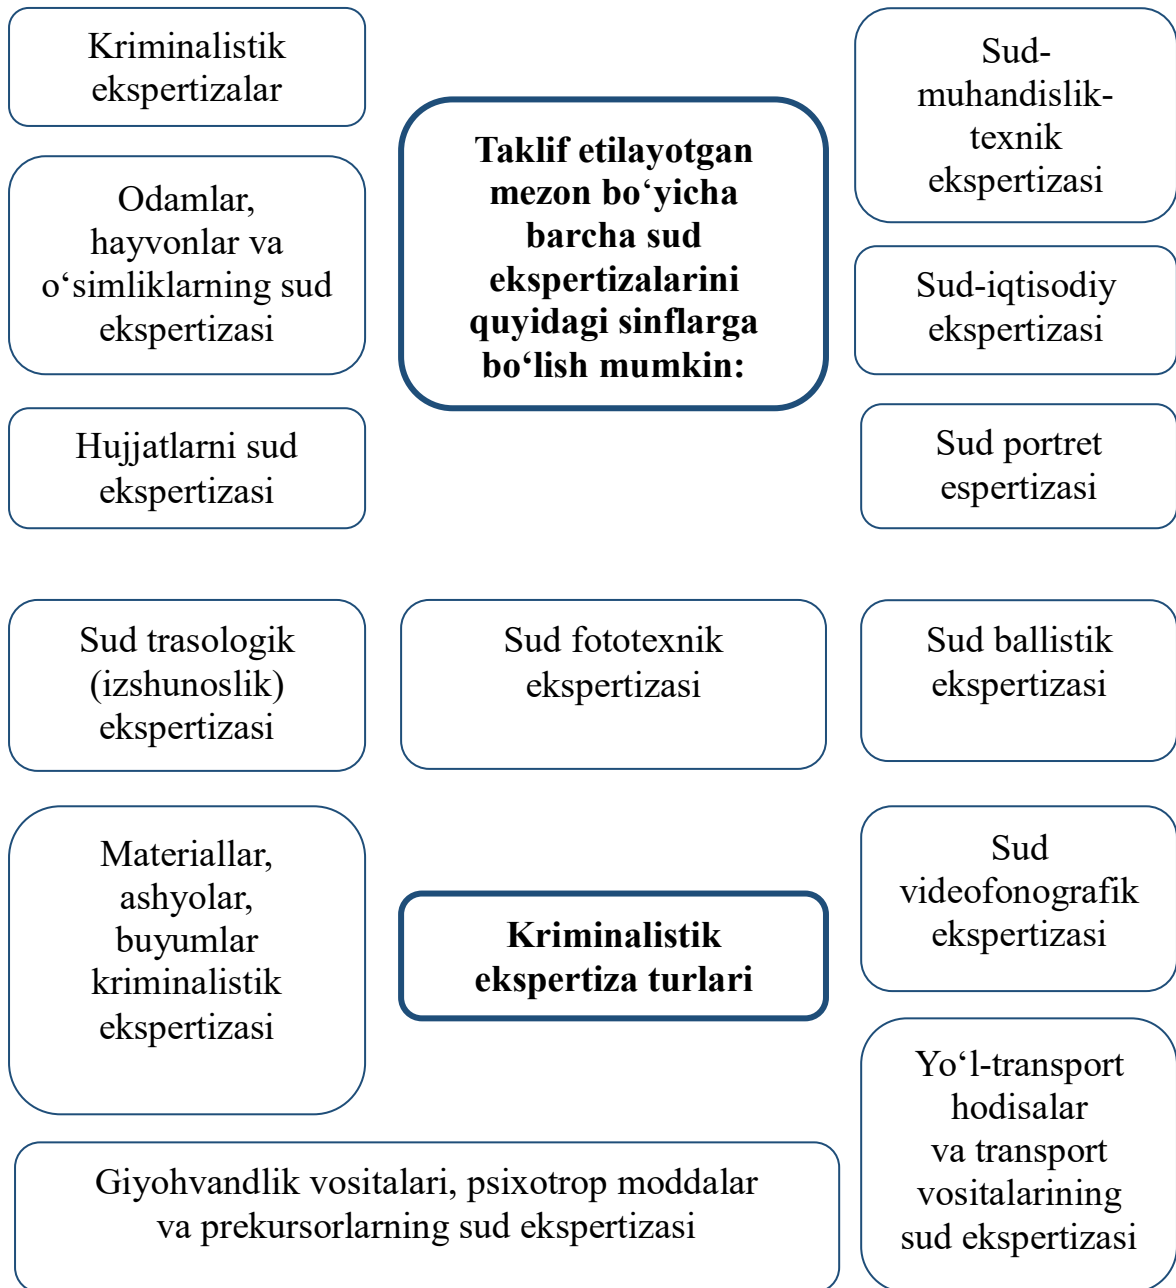 Kriminalistik
ekspertizalar
Odamlar,
hayvonlar va
o‘simliklarning sud
ekspertizasi
Hujjatlarni sud
ekspertizasi
Taklif etilayotgan
mezon bo‘yicha
barcha sud
ekspertizalarini
quyidagi sinflarga
bo‘lish mumkin:
Sud-
muhandislik-
texnik
ekspertizasi
Sud-iqtisodiy
ekspertizasi
Sud portret
espertizasi
Sud trasologik
(izshunoslik)
ekspertizasi
Sud fototexnik
ekspertizasi
Sud ballistik
ekspertizasi
Materiallar,
ashyolar,
buyumlar
kriminalistik
ekspertizasi
Kriminalistik
ekspertiza turlari
Sud
videofonografik
ekspertizasi
Yo‘l-transport
hodisalar
va transport
vositalarining
sud ekspertizasi
Giyohvandlik vositalari, psixotrop moddalar
va prekursorlarning sud ekspertizasi